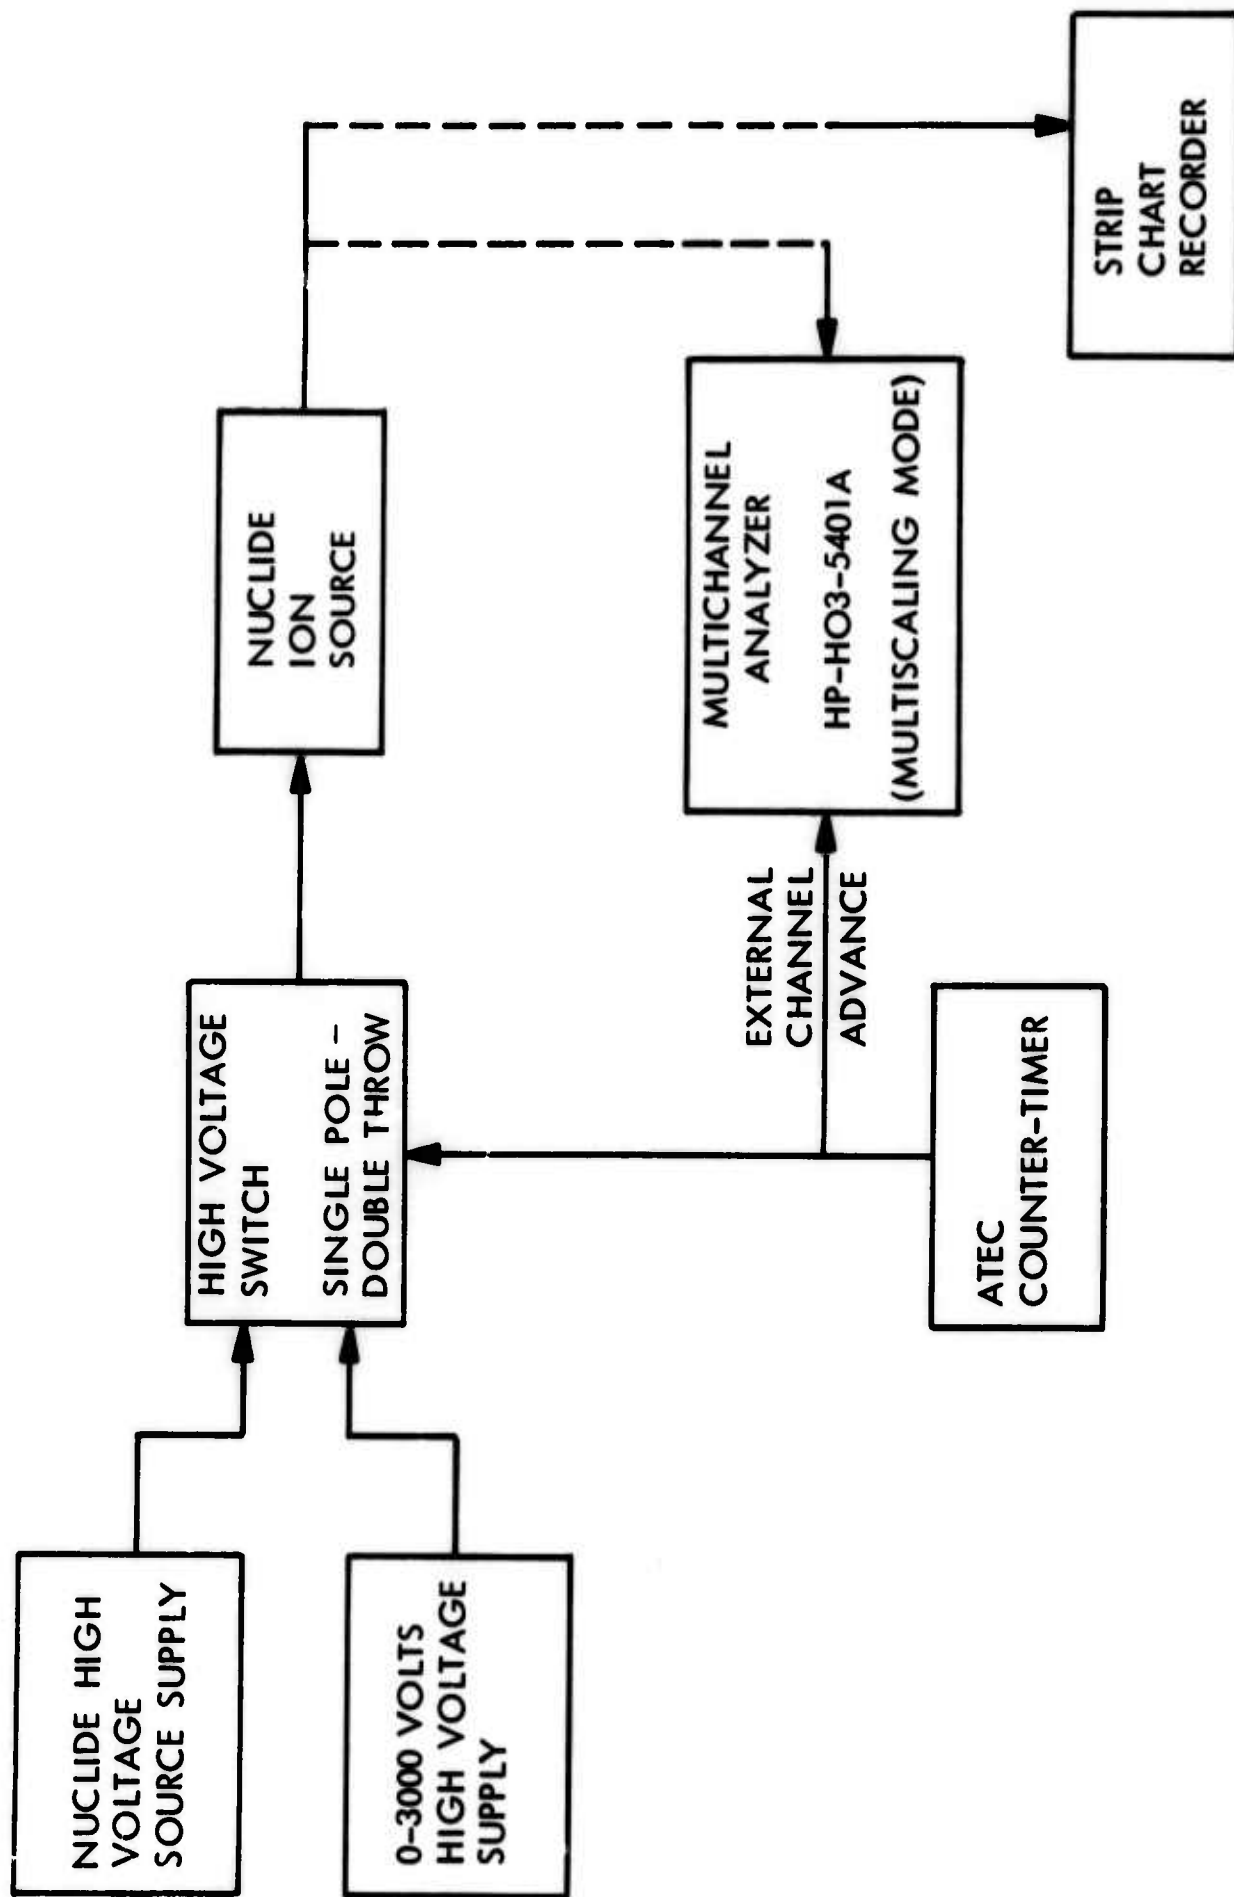 NUCLIDE HIGH
VOLTAGE
SOURCE SUPPLY
0-3000 VOLTS
HIGH VOLTAGE
SUPPLY
HIGH VOLTAGE
SWITCH
SINGLE POLE -
DOUBLE THROW
NUCLIDE
ION
SOURCE
EXTERNAL
CHANNEL
ADVANCE
ATEC
COUNTER-TIMER
MULTICHANNEL
ANALYZER
HP-HO3-5401A
(MULTISCALING MODE)
STRIP
CHART
RECORDER